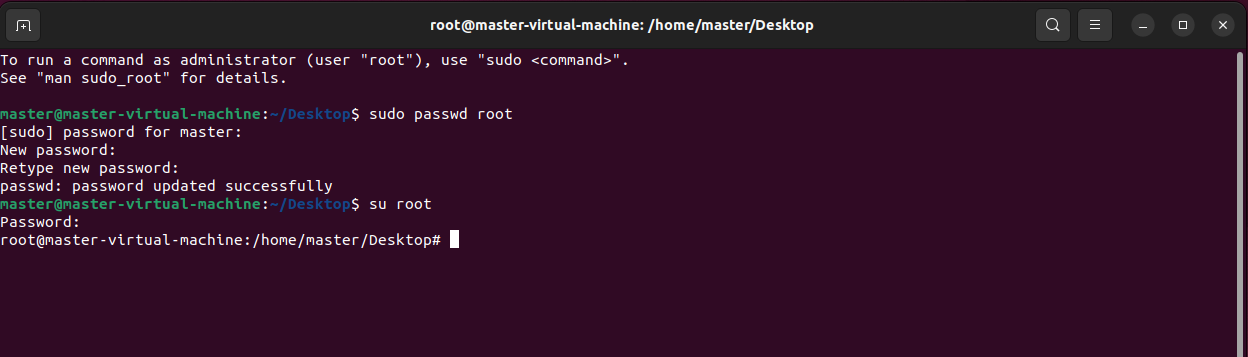 root@master-virtual-machine: /home/master/Desktop
To run a command as administrator (user "root"), use "sudo <command>".
See "man sudo_root" for details.
master@master-virtual-machine:~/Desktop$ sudo passwd root
[sudo] password for master:
New password:
Retype new password:
passwd: password updated successfully
master@master-virtual-machine:~/Desktop$ su root
Password:
root@master-virtual-machine:/home/master/Desktop#